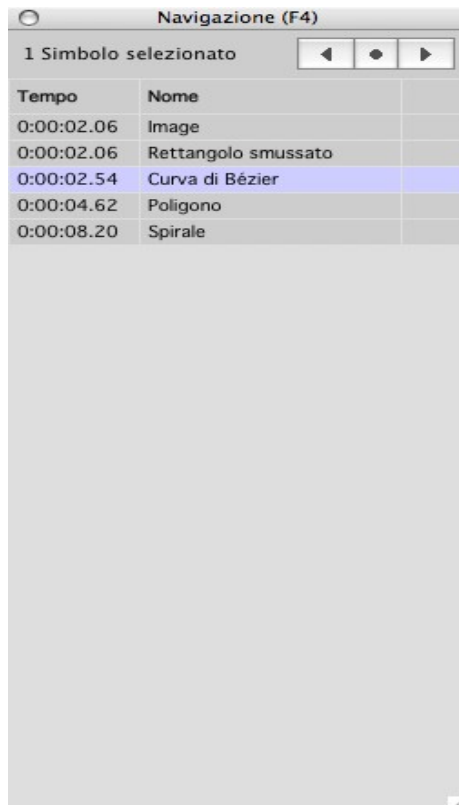 Navigazione (F4)
1 Simbolo selezionato
Tempo Nome
0:00:02.06 Image
0:00:02.06 Rettangolo smussato
0:00:02.54 Curva di Bézier
0:00:04.62 Poligono
0:00:08.20 Spirale